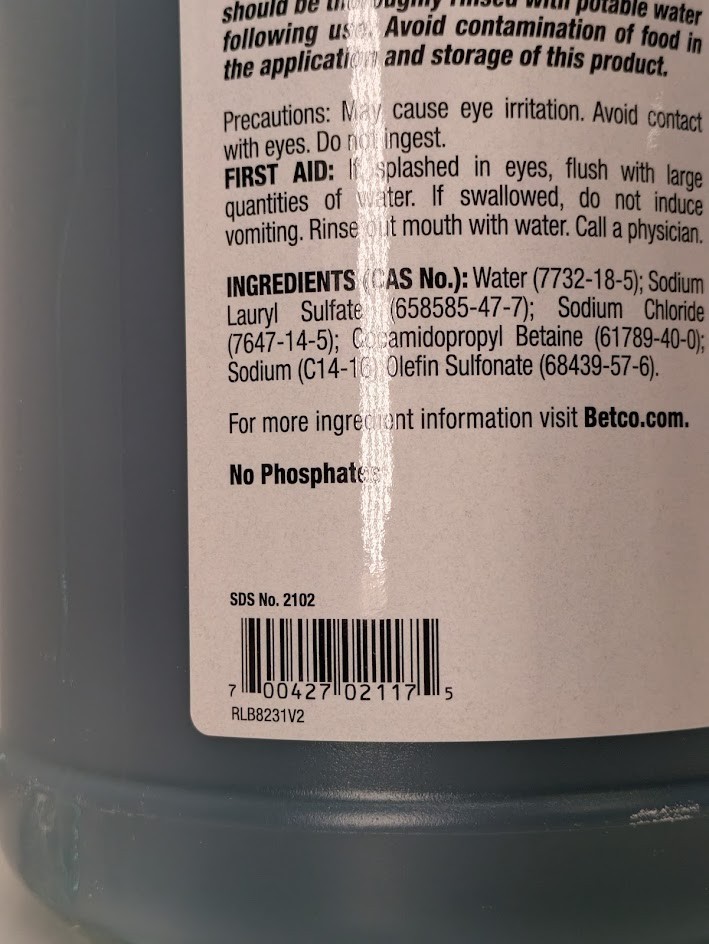 should be thoroughly rinsed with potable water
following use. Avoid contamination of food in
the application and storage of this product.
Precautions: May cause eye irritation. Avoid contact
with eyes. Do not ingest.
FIRST AID: If splashed in eyes, flush with large
quantities of water. If swallowed, do not induce
vomiting. Rinse out mouth with water. Call a physician.
INGREDIENTS (CAS No.): Water (7732-18-5); Sodium
Lauryl Sulfate (658585-47-7); Sodium Chloride
(7647-14-5); Cocamidopropyl Betaine (61789-40-0);
Sodium (C14-16) Olefin Sulfonate (68439-57-6).
For more ingredient information visit Betco.com.
No Phosphates
SDS No. 2102
7 00427 02117 5
RLB8231V2